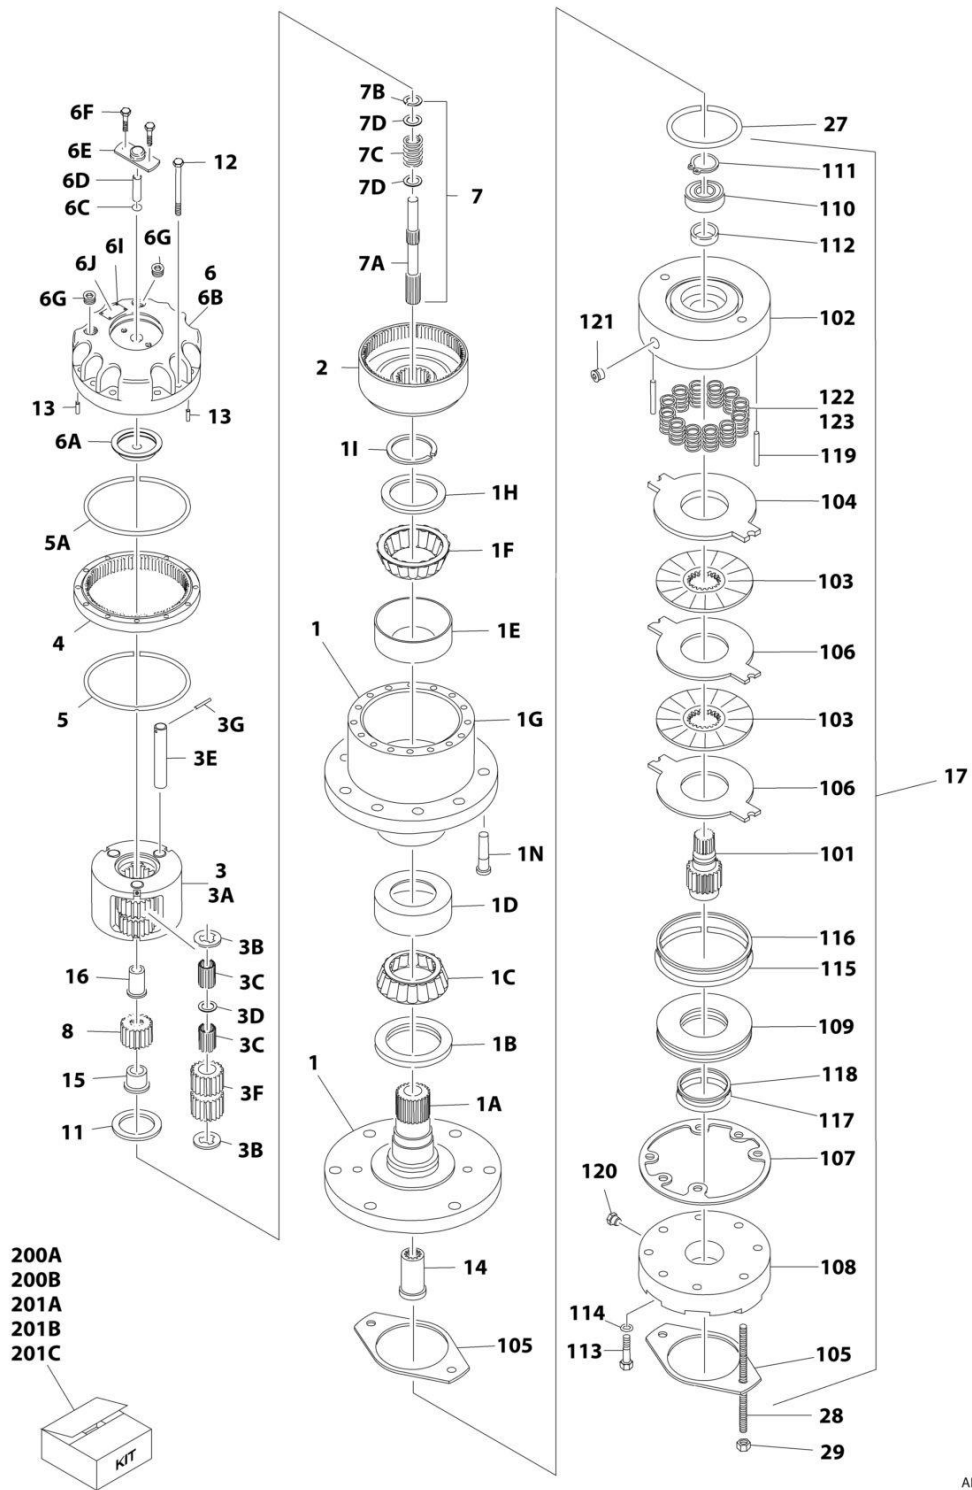 6F
6E
12
6D
6C
6I
6G
6J
6
6G
6B
13
13
6A
5A
4
5
3G
3E
3
3A
3B
16
3C
8
3D
3C
15
3F
11
3B
200A
200B
201A
201B
201C
KIT
7B
7D
7C
7
7D
7A
2
1I
1H
1F
1
1E
1G
1N
1D
1C
1B
1
1A
14
105
27
111
110
112
102
121
122
123
119
104
103
106
103
17
106
101
116
115
109
118
117
107
120
108
114
113
105
28
29